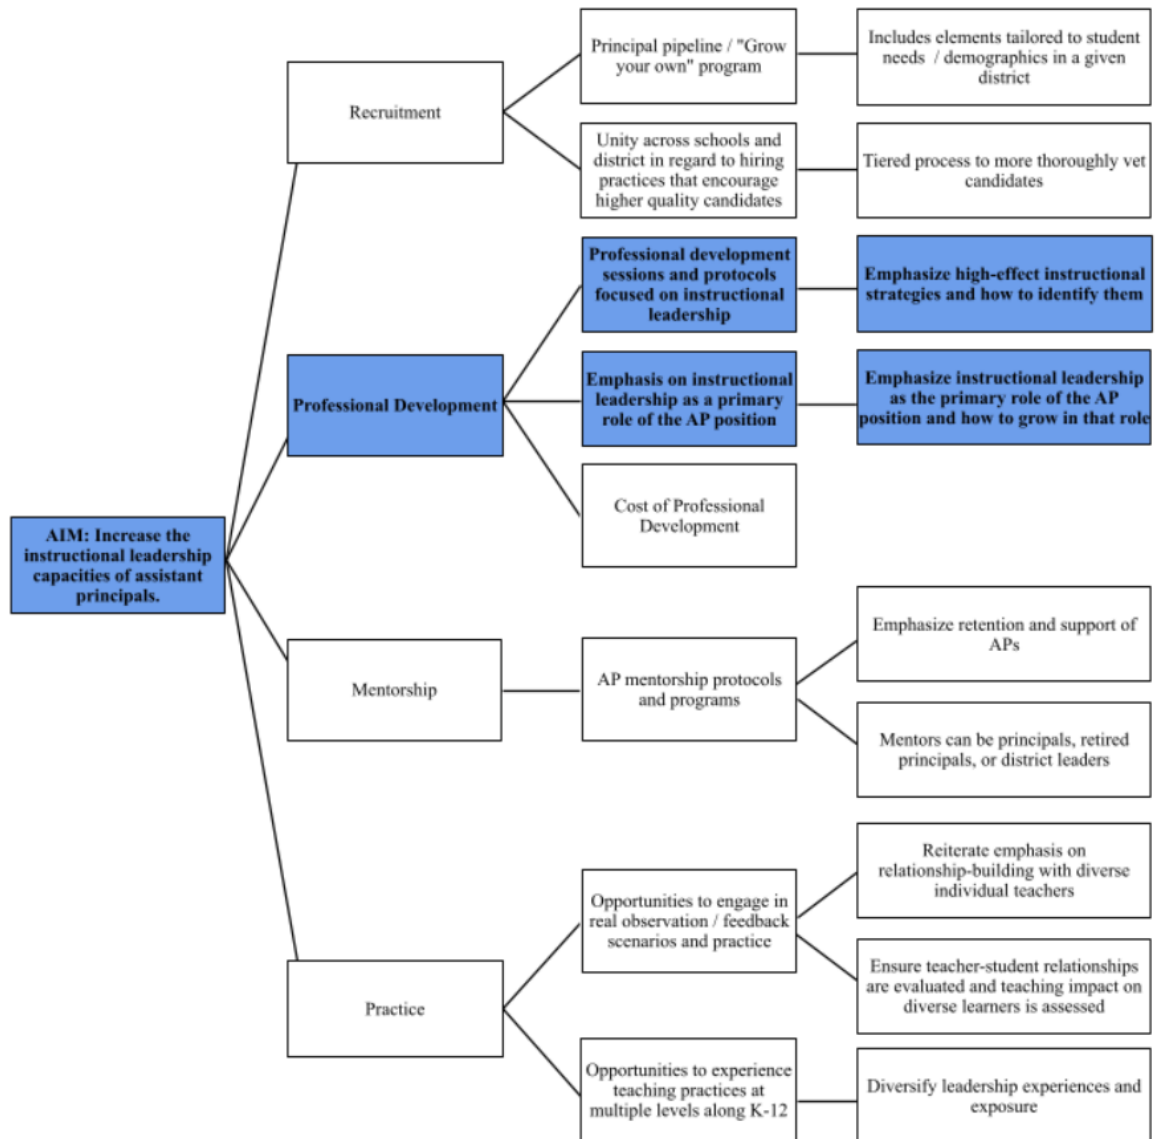 AIM: Increase the
instructional leadership
capacities of assistant
principals.
Recruitment
Principal pipeline / "Grow
your own" program
Includes elements tailored to student
needs / demographics in a given
district
Unity across schools and
district in regard to hiring
practices that encourage
higher quality candidates
Tiered process to more thoroughly vet
candidates
Professional Development
Professional development
sessions and protocols
focused on instructional
leadership
Emphasize high-effect instructional
strategies and how to identify them
Emphasis on instructional
leadership as a primary
role of the AP position
Emphasize instructional leadership
as the primary role of the AP
position and how to grow in that role
Cost of Professional
Development
Mentorship
AP mentorship protocols
and programs
Emphasize retention and support of
APs
Mentors can be principals, retired
principals, or district leaders
Practice
Opportunities to engage in
real observation / feedback
scenarios and practice
Reiterate emphasis on
relationship-building with diverse
individual teachers
Ensure teacher-student relationships
are evaluated and teaching impact on
diverse learners is assessed
Opportunities to experience
teaching practices at
multiple levels along K-12
Diversify leadership experiences and
exposure